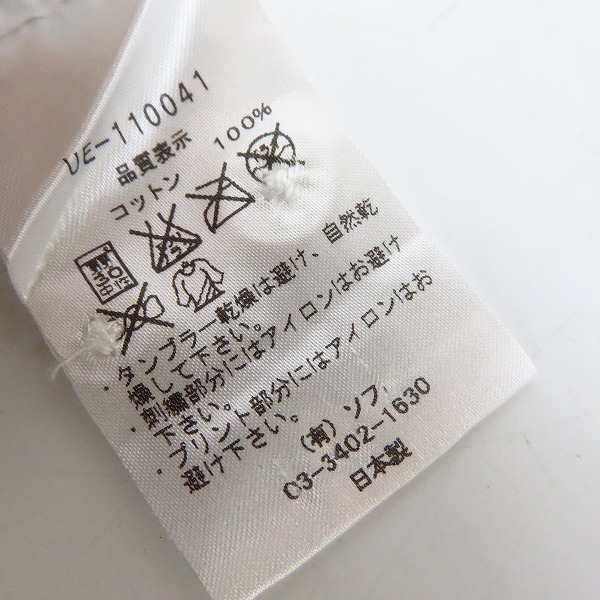 UE-110041
品質表示
コットン 100%
・タンブラー乾燥は避け、自然乾
燥して下さい。
・刺繍部分にはアイロンはお避け
下さい。
・プリント部分にはアイロンはお
避け下さい。
(有) ソフ.
03-3402-1630
日本製